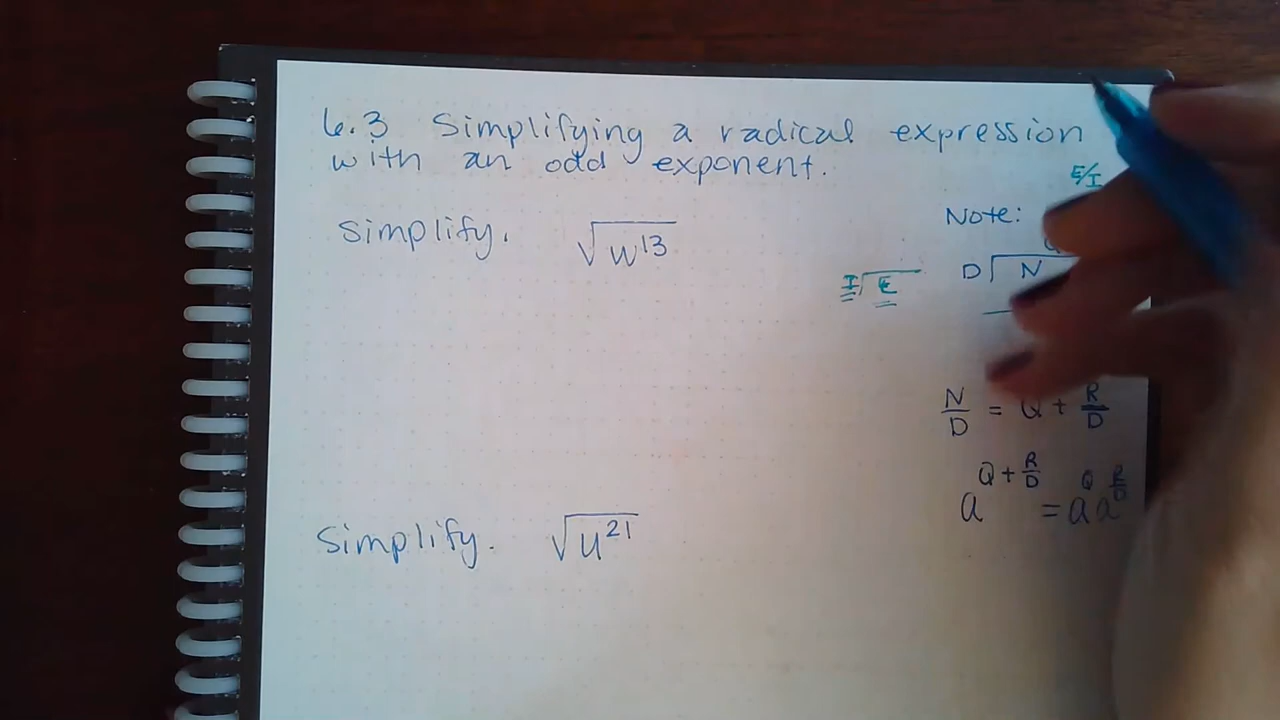 6.3 Simplifying a radical expression
with an odd exponent.
E/I
Note:
Simplify. √w¹³
Q
D N
I E
N/D = Q + R/D
a^(Q + R/D) = a^Q a^(R/D)
Simplify. √u²¹